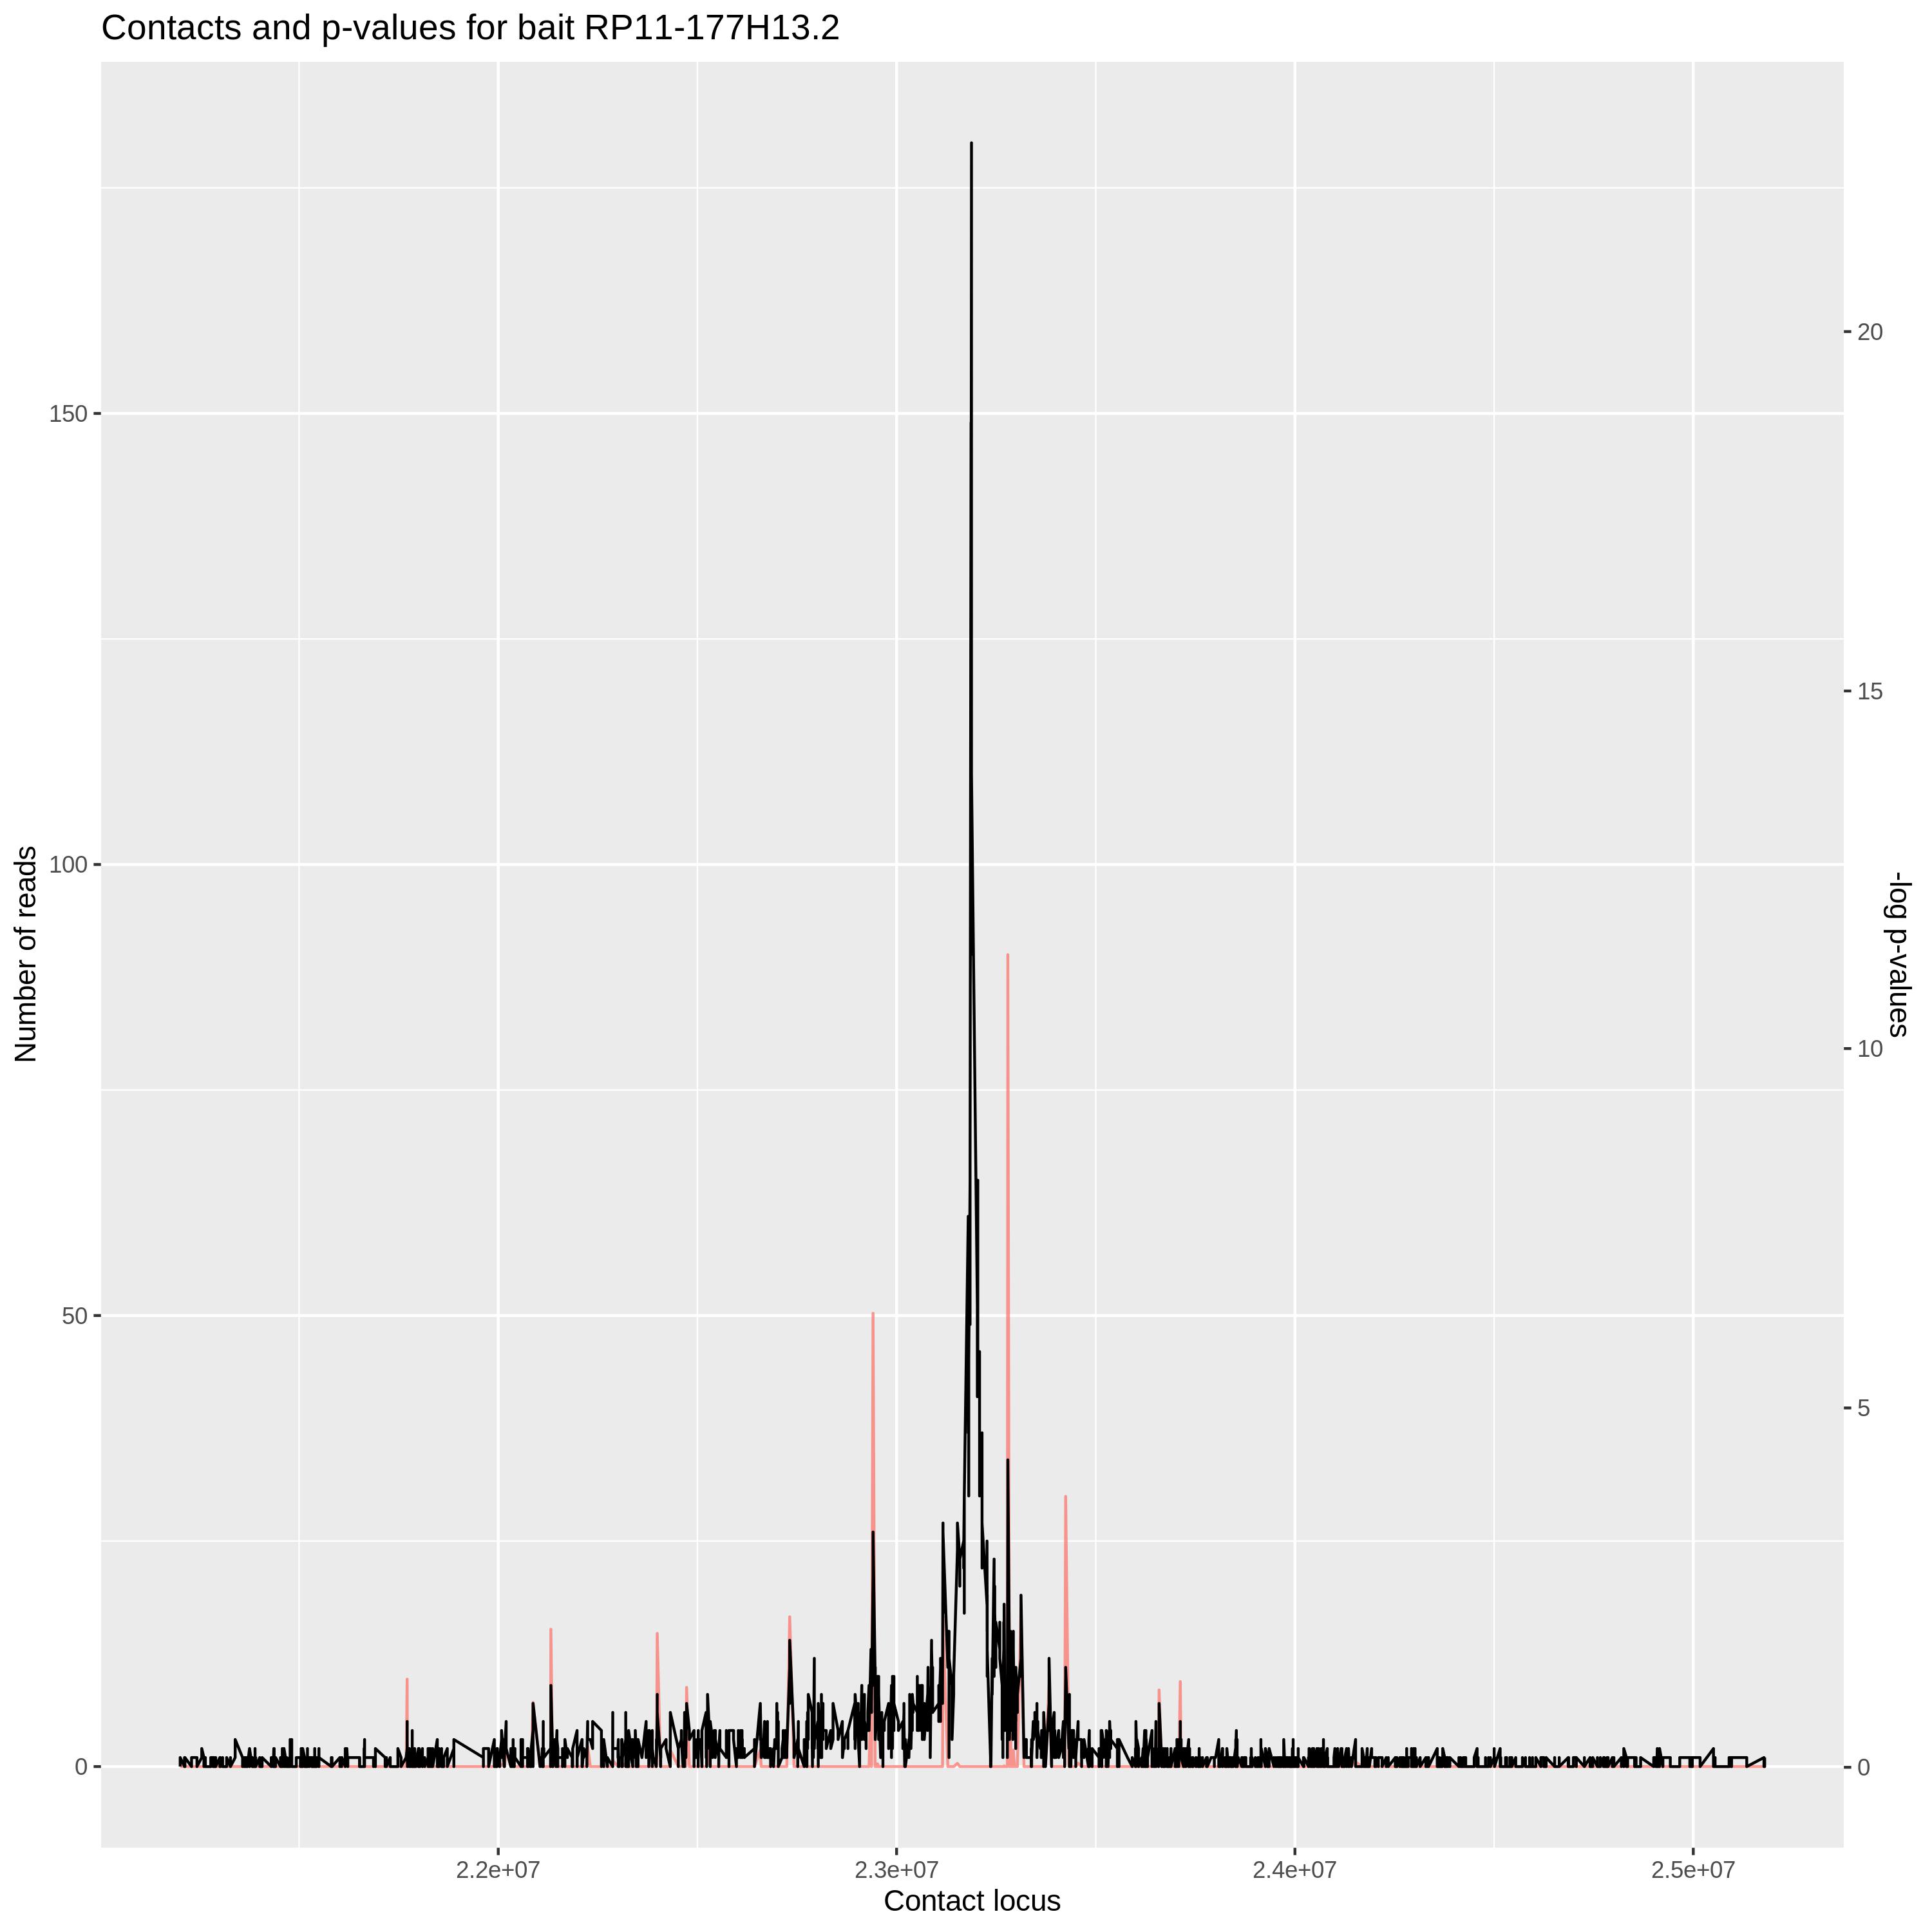 Contacts and p-values for bait RP11-177H13.2
Number of reads
150
100
50
0
20
15
10
5
0
-log p-values
2.2e+07 2.3e+07 2.4e+07 2.5e+07
Contact locus